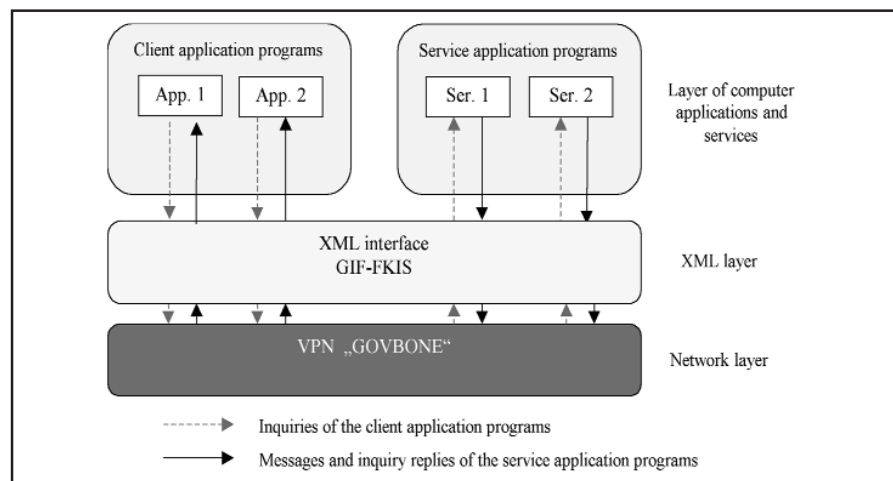 Client application programs
Service application programs
App. 1
App. 2
Ser. 1
Ser. 2
Layer of computer
applications and
services
XML interface
GIF-FKIS
XML layer
VPN „GOVBONE“
Network layer
Inquiries of the client application programs
Messages and inquiry replies of the service application programs